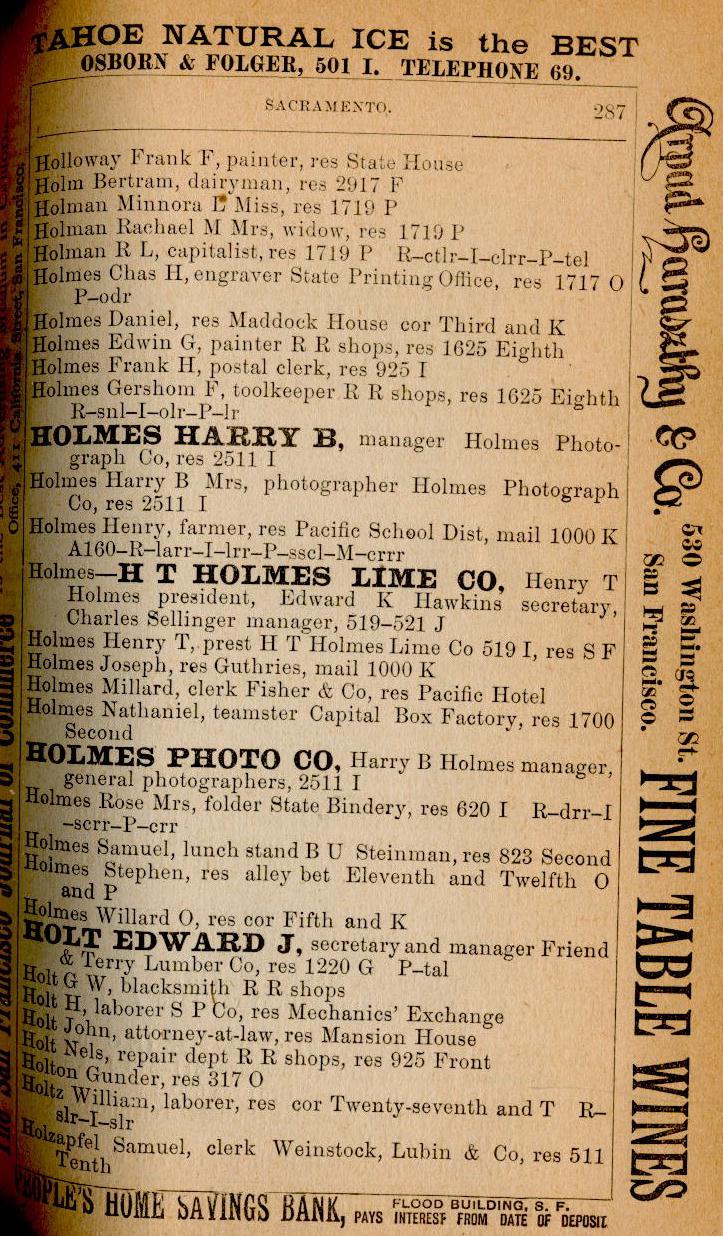 TAHOE NATURAL ICE is the BEST
OSBORN & FOLGER, 501 I. TELEPHONE 69.
SACRAMENTO. 287
Holloway Frank F, painter, res State House
Holm Bertram, dairyman, res 2917 F
Holman Minnora L Miss, res 1719 P
Holman Rachael M Mrs, widow, res 1719 P
Holman R L, capitalist, res 1719 P R–ctlr–I–clrr–P–tel
Holmes Chas H, engraver State Printing Office, res 1717 O
P–odr
Holmes Daniel, res Maddock House cor Third and K
Holmes Edwin G, painter R R shops, res 1625 Eighth
Holmes Frank H, postal clerk, res 925 I
Holmes Gershom F, toolkeeper R R shops, res 1625 Eighth
R–snl–I–olr–P–lr
HOLMES HARRY B, manager Holmes Photo-
graph Co, res 2511 I
Holmes Harry B Mrs, photographer Holmes Photograph
Co, res 2511 I
Holmes Henry, farmer, res Pacific School Dist, mail 1000 K
A160–R–larr–I–lrr–P–sscl–M–crrr
Holmes—H T HOLMES LIME CO, Henry T
Holmes president, Edward K Hawkins secretary,
Charles Sellinger manager, 519–521 J
Holmes Henry T, prest H T Holmes Lime Co 519 I, res S F
Holmes Joseph, res Guthries, mail 1000 K
Holmes Millard, clerk Fisher & Co, res Pacific Hotel
Holmes Nathaniel, teamster Capital Box Factory, res 1700
Second
HOLMES PHOTO CO, Harry B Holmes manager,
general photographers, 2511 I
Holmes Rose Mrs, folder State Bindery, res 620 I R–drr–I
–scrr–P–crr
Holmes Samuel, lunch stand B U Steinman, res 823 Second
Holmes Stephen, res alley bet Eleventh and Twelfth O
and P
Holmes Willard O, res cor Fifth and K
HOLT EDWARD J, secretary and manager Friend
& Terry Lumber Co, res 1220 G P–tal
Holt G W, blacksmith R R shops
Holt H, laborer S P Co, res Mechanics' Exchange
Holt John, attorney-at-law, res Mansion House
Holt Nels, repair dept R R shops, res 925 Front
Holton Gunder, res 317 O
Holtz William, laborer, res cor Twenty-seventh and T R–
slr–I–slr
Holzapfel Samuel, clerk Weinstock, Lubin & Co, res 511
Tenth
PEOPLE'S HOME SAVINGS BANK, PAYS INTEREST FROM DATE OF DEPOSIT
FLOOD BUILDING, S. F.
Arpad Haraszthy & Co.
530 Washington St.
San Francisco.
FINE TABLE WINES
Office, 411 California Street, San Francisco.
The San Francisco Journal of Commerce